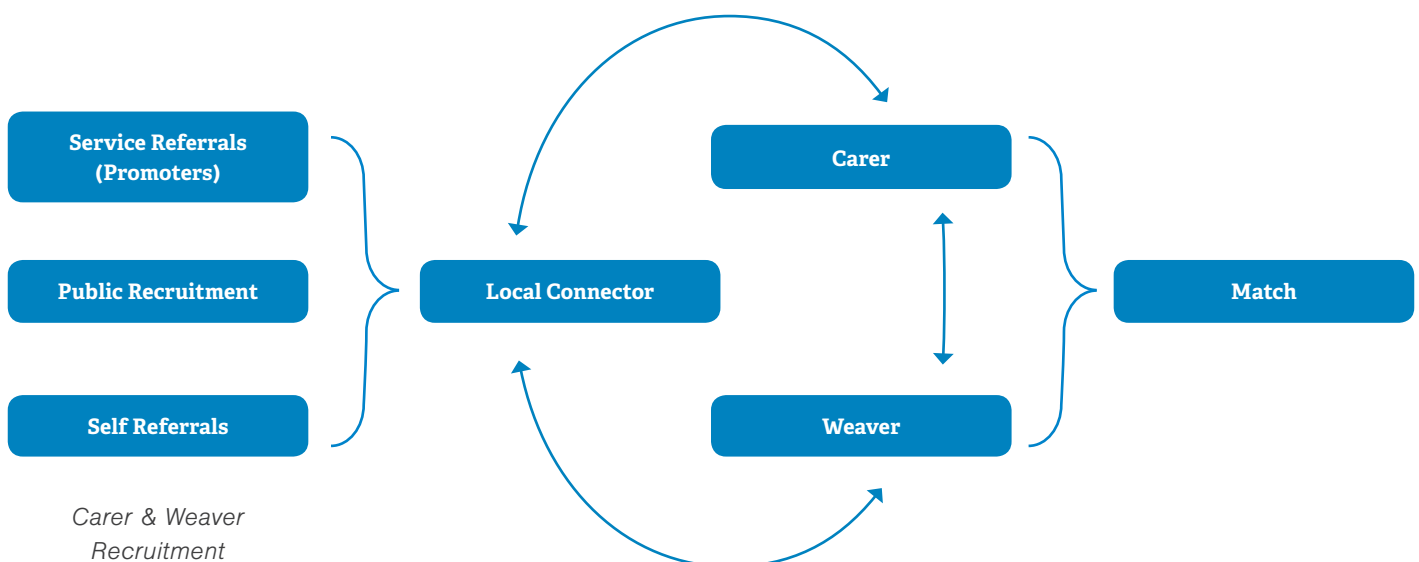 Service Referrals
(Promoters)
Public Recruitment
Self Referrals
Carer & Weaver
Recruitment
Local Connector
Carer
Weaver
Match